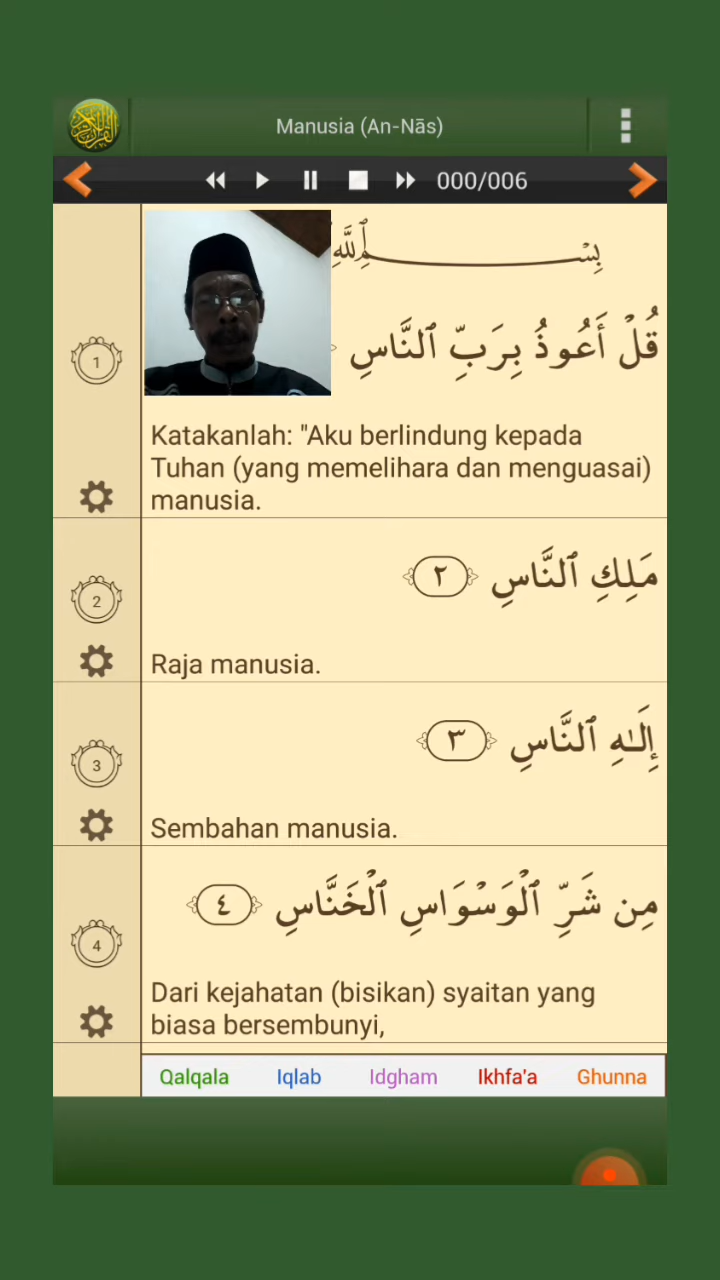 Manusia (An-Nās)
000/006
بِسْمِ ٱللَّهِ
1
قُلْ أَعُوذُ بِرَبِّ ٱلنَّاسِ
Katakanlah: "Aku berlindung kepada
Tuhan (yang memelihara dan menguasai)
manusia.
2
مَلِكِ ٱلنَّاسِ ٢
Raja manusia.
3
إِلَـٰهِ ٱلنَّاسِ ٣
Sembahan manusia.
4
مِن شَرِّ ٱلْوَسْوَاسِ ٱلْخَنَّاسِ ٤
Dari kejahatan (bisikan) syaitan yang
biasa bersembunyi,
Qalqala Iqlab Idgham Ikhfa'a Ghunna